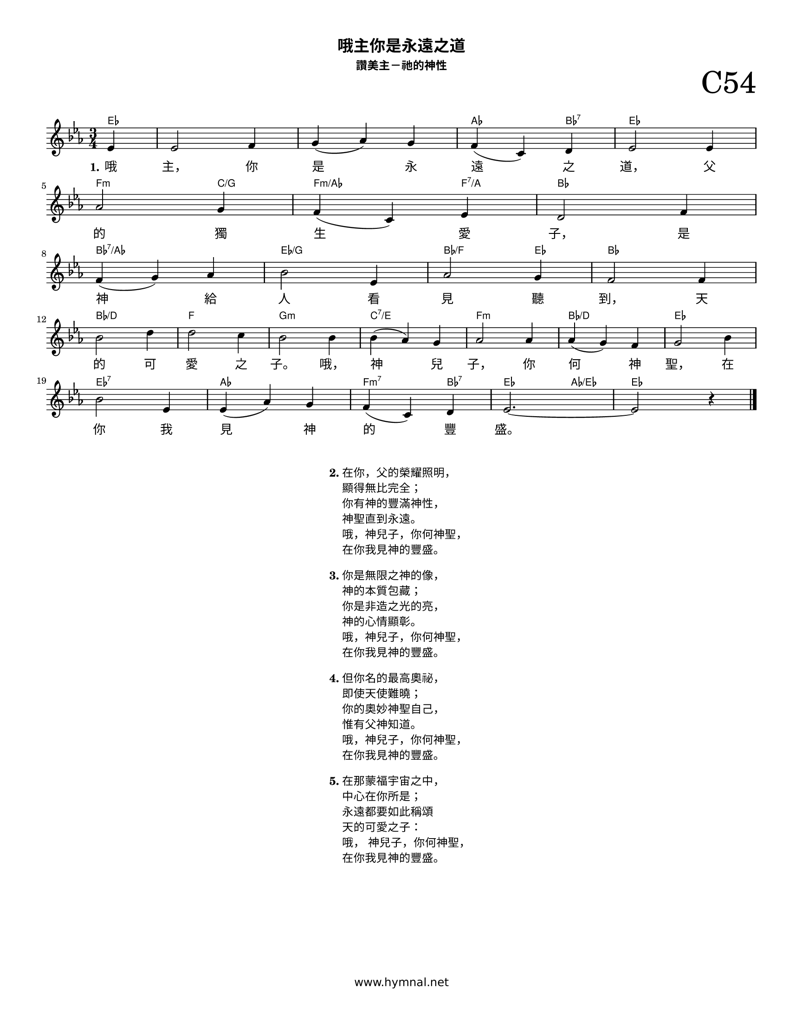 哦主你是永遠之道
讚美主－祂的神性
C54
E♭ A♭ B♭7 E♭
3 4
1. 哦 主， 你 是 永 遠 之 道， 父
5 Fm C/G Fm/A♭ F7/A B♭
的 獨 生 愛 子， 是
8 B♭7/A♭ E♭/G B♭/F E♭ B♭
神 給 人 看 見 聽 到， 天
12 B♭/D F Gm C7/E Fm B♭/D E♭
的 可 愛 之 子。 哦， 神 兒 子， 你 何 神 聖， 在
19 E♭7 A♭ Fm7 B♭7 E♭ A♭/E♭ E♭
你 我 見 神 的 豐 盛。
2. 在你，父的榮耀照明，
顯得無比完全；
你有神的豐滿神性，
神聖直到永遠。
哦，神兒子，你何神聖，
在你我見神的豐盛。
3. 你是無限之神的像，
神的本質包藏；
你是非造之光的亮，
神的心情顯彰。
哦，神兒子，你何神聖，
在你我見神的豐盛。
4. 但你名的最高奧祕，
即使天使難曉；
你的奧妙神聖自己，
惟有父神知道。
哦，神兒子，你何神聖，
在你我見神的豐盛。
5. 在那蒙福宇宙之中，
中心在你所是；
永遠都要如此稱頌
天的可愛之子：
哦， 神兒子，你何神聖，
在你我見神的豐盛。
www.hymnal.net